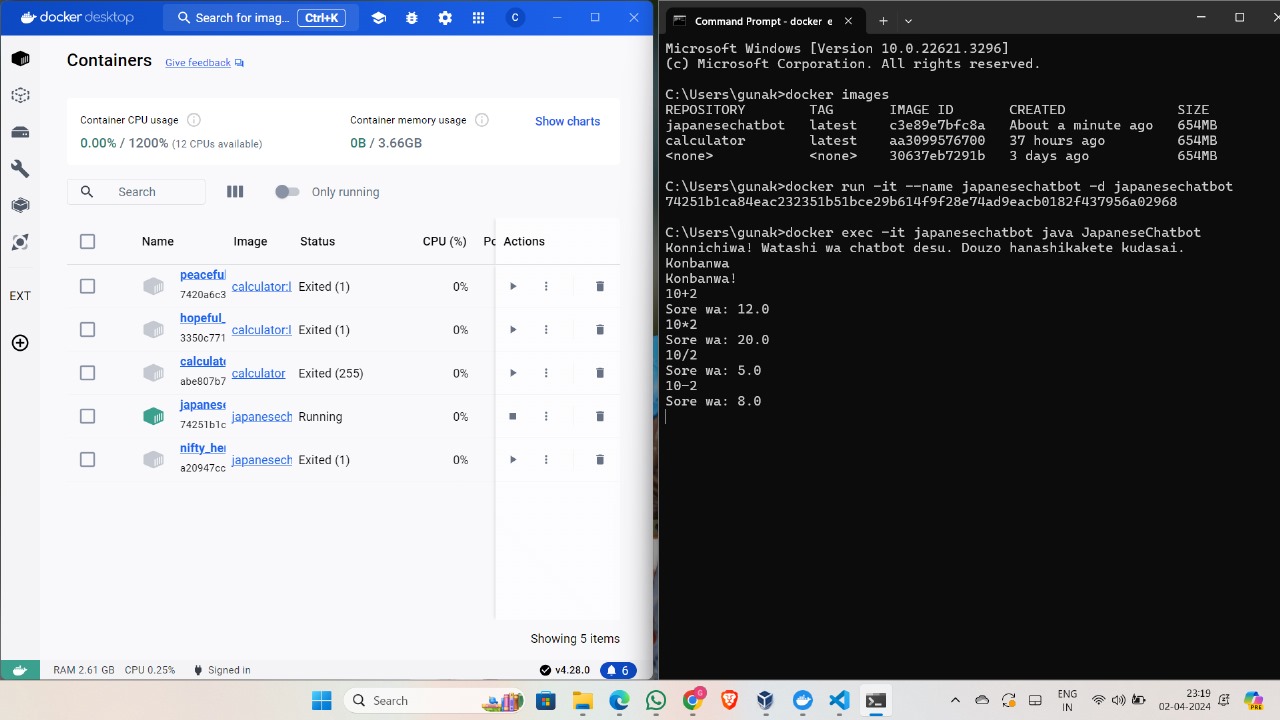 docker desktop
Search for imag...
Ctrl+K
C
Containers
Give feedback
Container CPU usage
0.00% / 1200% (12 CPUs available)
Container memory usage
0B / 3.66GB
Show charts
Search
Only running
Name Image Status CPU (%) Po Actions
peaceful
7420a6c3
calculator:l
Exited (1)
0%
hopeful_
3350c771
calculator:l
Exited (1)
0%
calculato
abe807b7
calculator
Exited (255)
0%
japanese
74251b1c
japanesech
Running
0%
nifty_her
a20947cc
japanesech
Exited (1)
0%
EXT
Showing 5 items
RAM 2.61 GB CPU 0.25% Signed in
v4.28.0
6
Command Prompt - docker e
Microsoft Windows [Version 10.0.22621.3296]
(c) Microsoft Corporation. All rights reserved.
C:\Users\gunak>docker images
REPOSITORY TAG IMAGE ID CREATED SIZE
japanesechatbot latest c3e89e7bfc8a About a minute ago 654MB
calculator latest aa3099576700 37 hours ago 654MB
<none> <none> 30637eb7291b 3 days ago 654MB
C:\Users\gunak>docker run -it --name japanesechatbot -d japanesechatbot
74251b1ca84eac232351b51bce29b614f9f28e74ad9eacb0182f437956a02968
C:\Users\gunak>docker exec -it japanesechatbot java JapaneseChatbot
Konnichiwa! Watashi wa chatbot desu. Douzo hanashikakete kudasai.
Konbanwa
Konbanwa!
10+2
Sore wa: 12.0
10*2
Sore wa: 20.0
10/2
Sore wa: 5.0
10-2
Sore wa: 8.0
Search
ENG
IN
23:19
02-04-2024
PRE